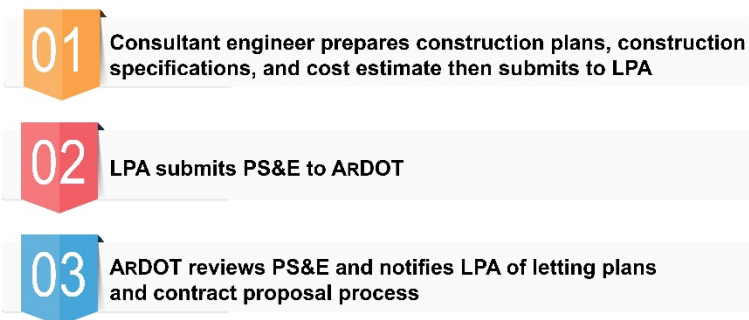 01
Consultant engineer prepares construction plans, construction
specifications, and cost estimate then submits to LPA
02
LPA submits PS&E to ARDOT
03
ARDOT reviews PS&E and notifies LPA of letting plans
and contract proposal process